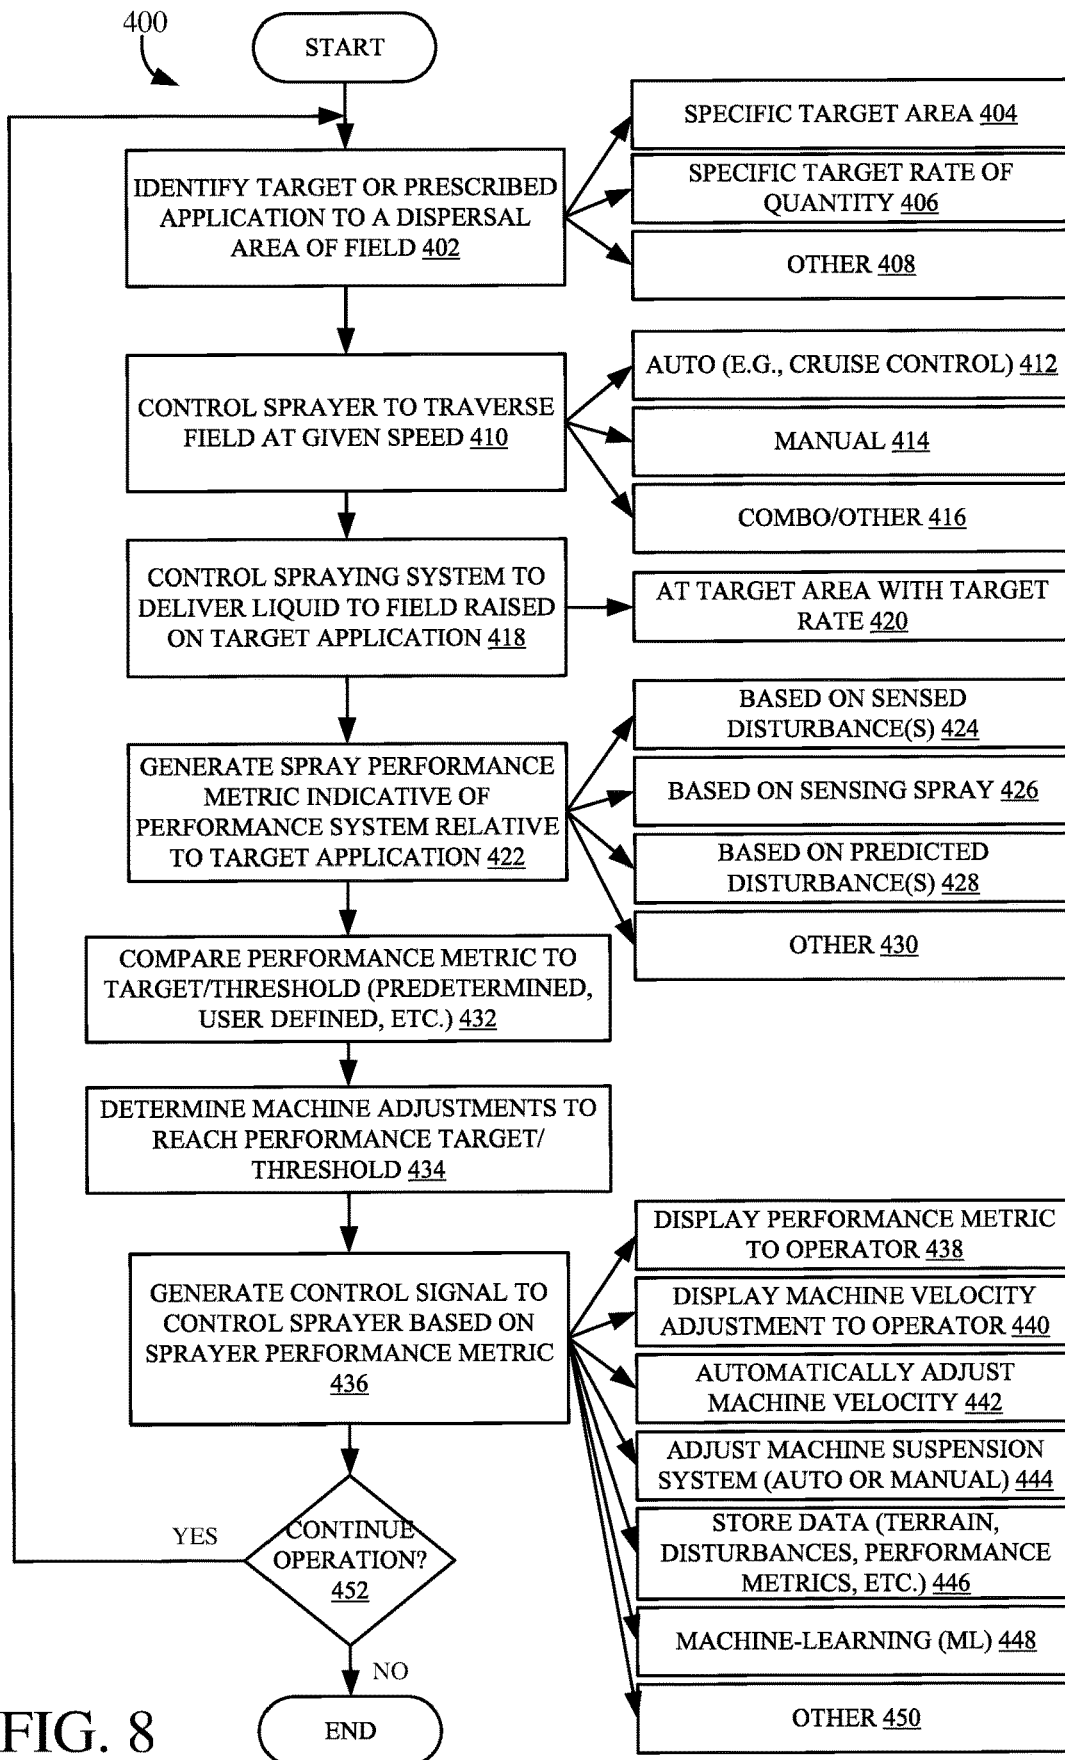 400
START
IDENTIFY TARGET OR PRESCRIBED
APPLICATION TO A DISPERSAL
AREA OF FIELD 402
SPECIFIC TARGET AREA 404
SPECIFIC TARGET RATE OF
QUANTITY 406
OTHER 408
CONTROL SPRAYER TO TRAVERSE
FIELD AT GIVEN SPEED 410
AUTO (E.G., CRUISE CONTROL) 412
MANUAL 414
COMBO/OTHER 416
CONTROL SPRAYING SYSTEM TO
DELIVER LIQUID TO FIELD RAISED
ON TARGET APPLICATION 418
AT TARGET AREA WITH TARGET
RATE 420
GENERATE SPRAY PERFORMANCE
METRIC INDICATIVE OF
PERFORMANCE SYSTEM RELATIVE
TO TARGET APPLICATION 422
BASED ON SENSED
DISTURBANCE(S) 424
BASED ON SENSING SPRAY 426
BASED ON PREDICTED
DISTURBANCE(S) 428
OTHER 430
COMPARE PERFORMANCE METRIC TO
TARGET/THRESHOLD (PREDETERMINED,
USER DEFINED, ETC.) 432
DETERMINE MACHINE ADJUSTMENTS TO
REACH PERFORMANCE TARGET/
THRESHOLD 434
GENERATE CONTROL SIGNAL TO
CONTROL SPRAYER BASED ON
SPRAYER PERFORMANCE METRIC
436
DISPLAY PERFORMANCE METRIC
TO OPERATOR 438
DISPLAY MACHINE VELOCITY
ADJUSTMENT TO OPERATOR 440
AUTOMATICALLY ADJUST
MACHINE VELOCITY 442
ADJUST MACHINE SUSPENSION
SYSTEM (AUTO OR MANUAL) 444
STORE DATA (TERRAIN,
DISTURBANCES, PERFORMANCE
METRICS, ETC.) 446
MACHINE-LEARNING (ML) 448
OTHER 450
YES
CONTINUE
OPERATION?
452
NO
END
FIG. 8